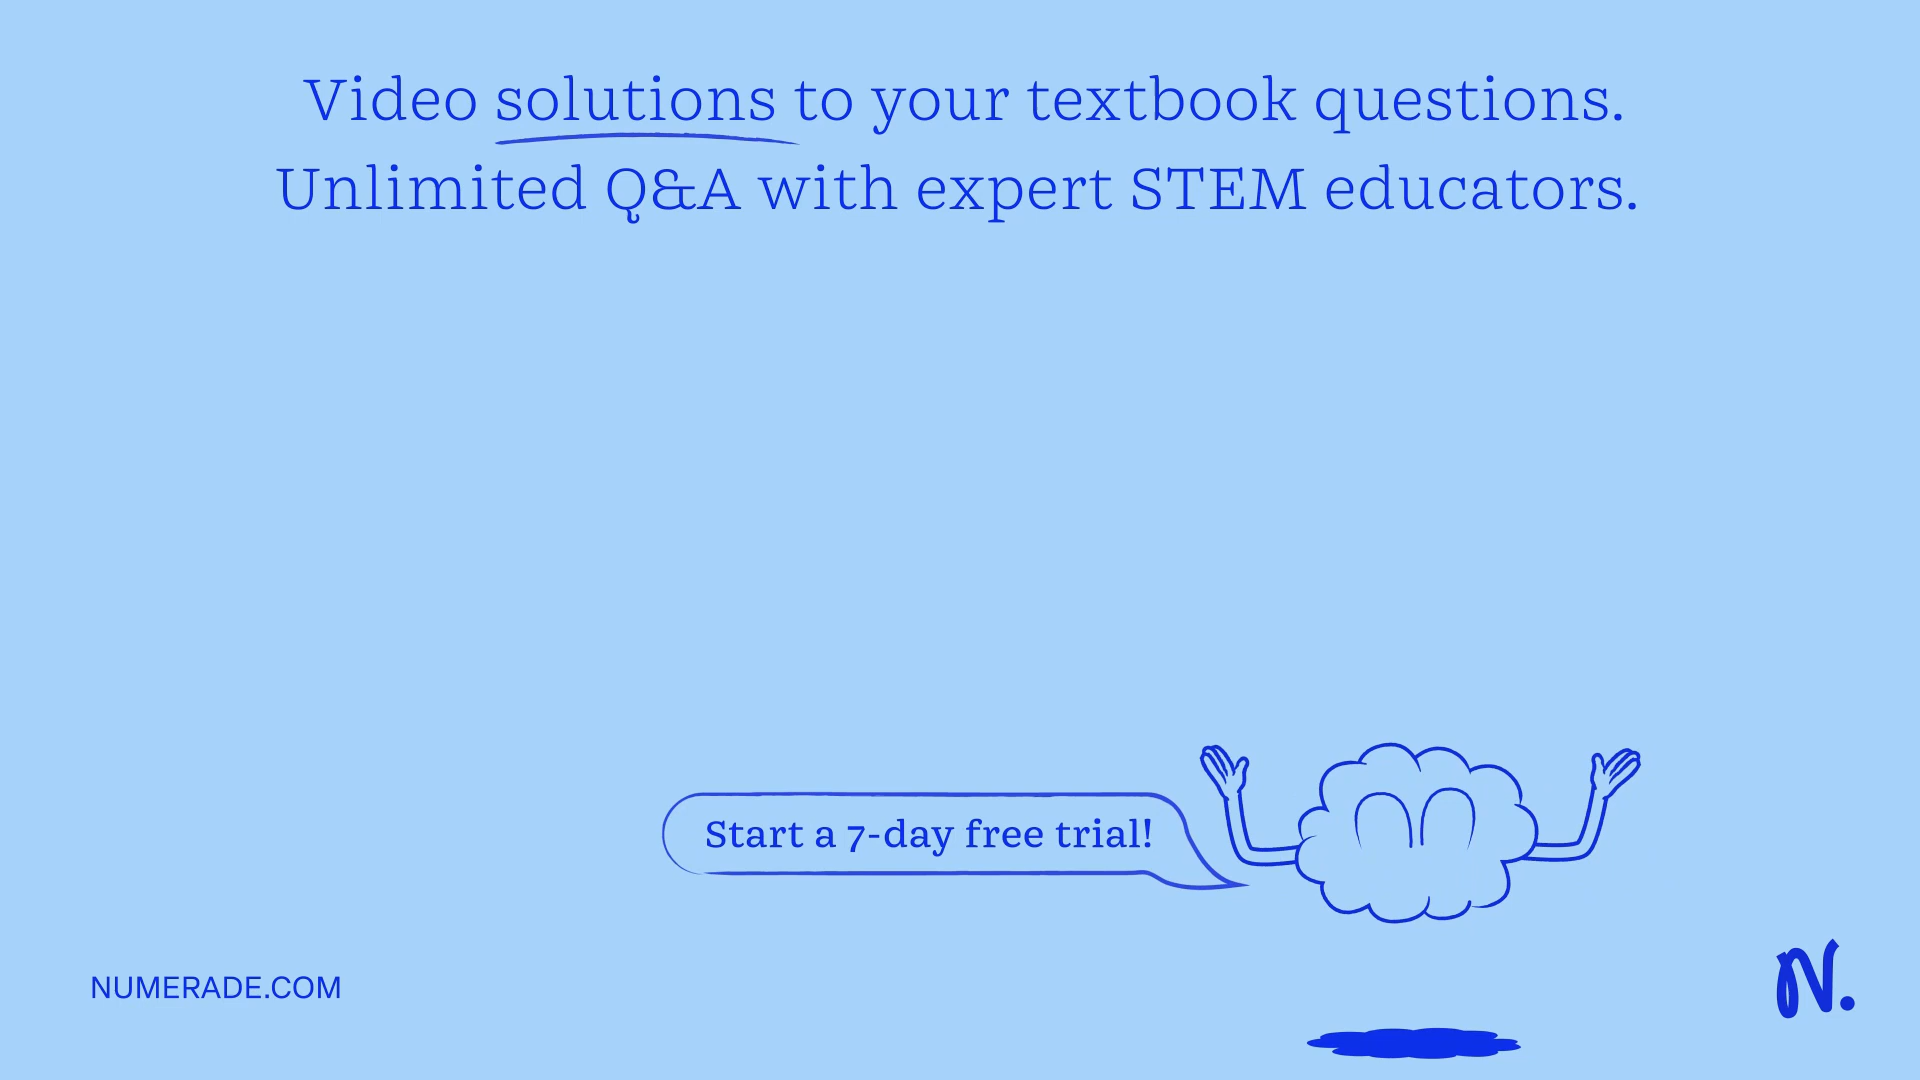 Video solutions to your textbook questions.
Unlimited Q&A with expert STEM educators.
Start a 7-day free trial!
NUMERADE.COM
N.